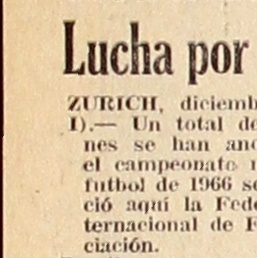 Lucha por
ZURICH, diciemb
I).— Un total de
nes se han
el campeonato
futbol de 1966 se
ció aquí la Fede
ternacional de F
ciación.